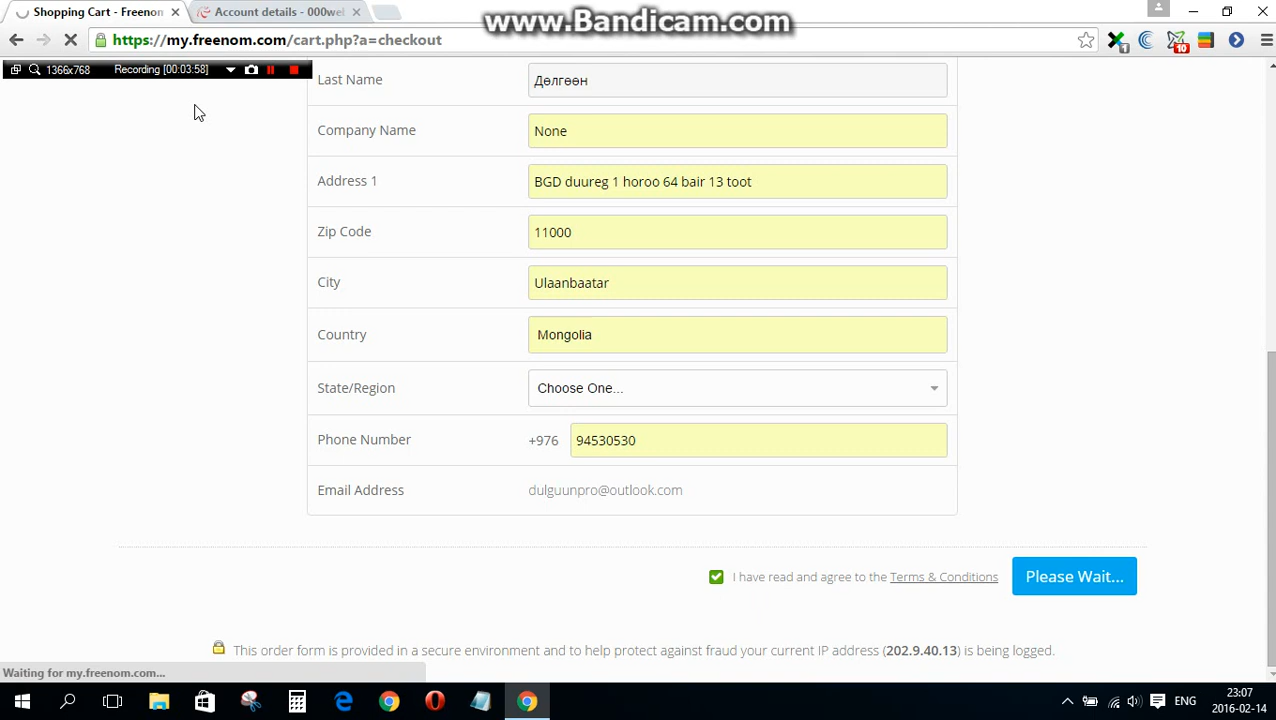 www.Bandicam.com
Shopping Cart - Freenom
Account details - 000web
https://my.freenom.com/cart.php?a=checkout
1
10
1366x768
Recording [00:03:58]
Last Name
Дөлгөөн
Company Name
None
Address 1
BGD duureg 1 horoo 64 bair 13 toot
Zip Code
11000
City
Ulaanbaatar
Country
Mongolia
State/Region
Choose One...
Phone Number
+976
94530530
Email Address
dulguunpro@outlook.com
I have read and agree to the Terms & Conditions
Please Wait...
This order form is provided in a secure environment and to help protect against fraud your current IP address (202.9.40.13) is being logged.
Waiting for my.freenom.com...
ENG
23:07
2016-02-14